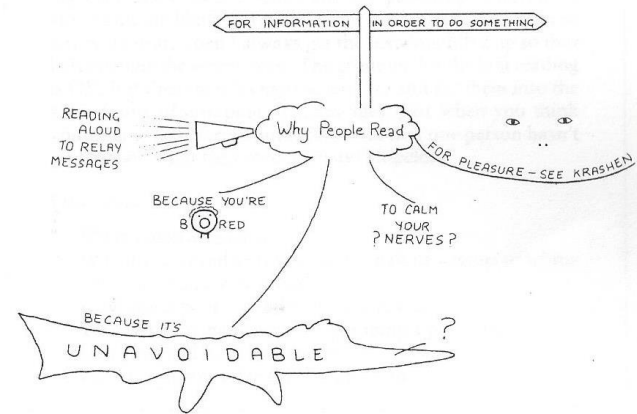 FOR INFORMATION
IN ORDER TO DO SOMETHING
READING
ALOUD
TO RELAY
MESSAGES
Why People Read
FOR PLEASURE – SEE KRASHEN
BECAUSE YOU'RE
BORED
TO CALM
YOUR
? NERVES ?
BECAUSE IT'S
UNAVOIDABLE
?